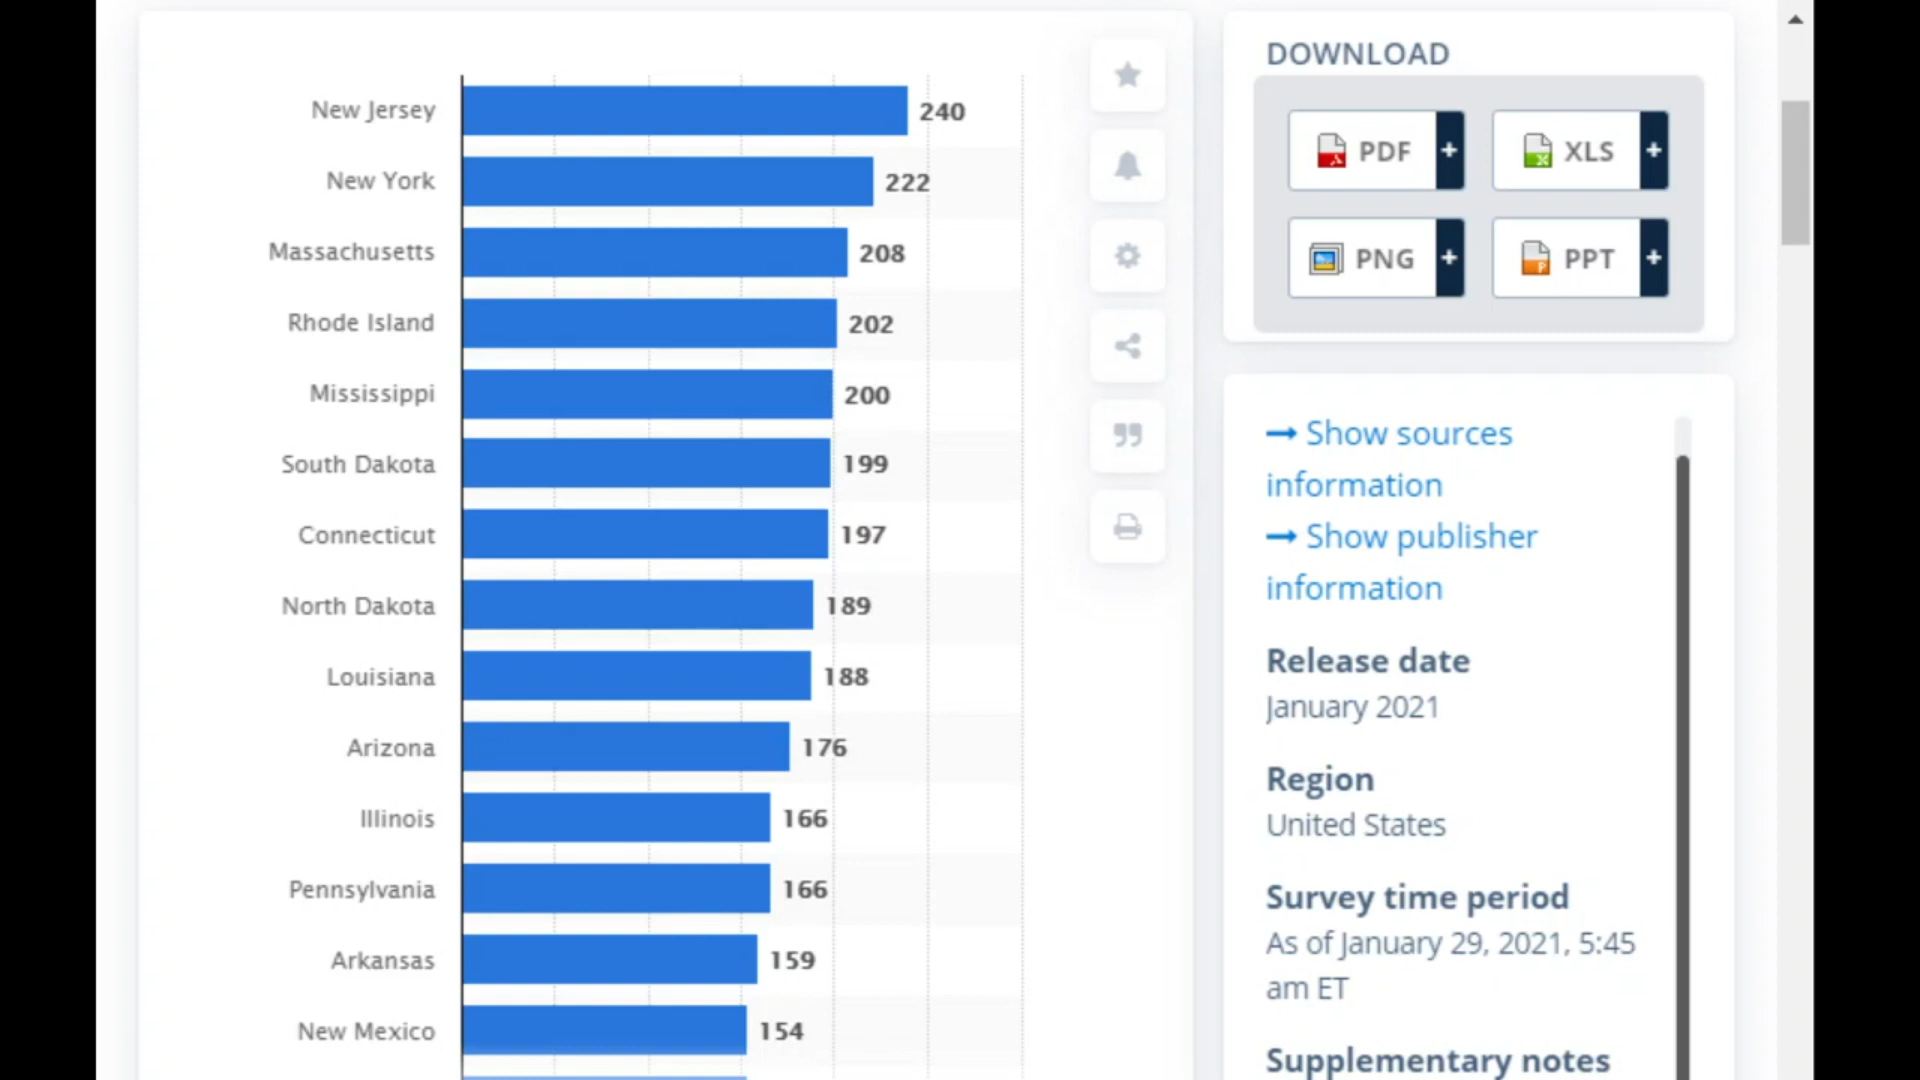 New Jersey 240
New York 222
Massachusetts 208
Rhode Island 202
Mississippi 200
South Dakota 199
Connecticut 197
North Dakota 189
Louisiana 188
Arizona 176
Illinois 166
Pennsylvania 166
Arkansas 159
New Mexico 154
DOWNLOAD
PDF + XLS +
PNG + PPT +
→ Show sources
information
→ Show publisher
information
Release date
January 2021
Region
United States
Survey time period
As of January 29, 2021, 5:45
am ET
Supplementary notes